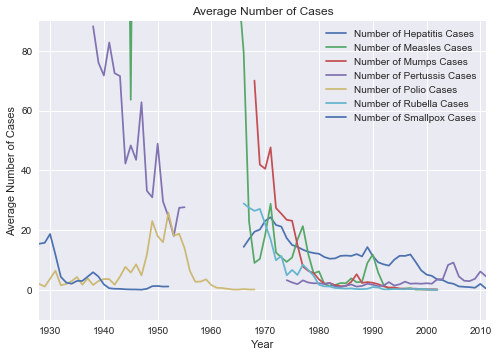 Average Number of Cases
Number of Hepatitis Cases
Number of Measles Cases
Number of Mumps Cases
Number of Pertussis Cases
Number of Polio Cases
Number of Rubella Cases
Number of Smallpox Cases
Average Number of Cases
80
60
40
20
0
1930 1940 1950 1960 1970 1980 1990 2000 2010
Year